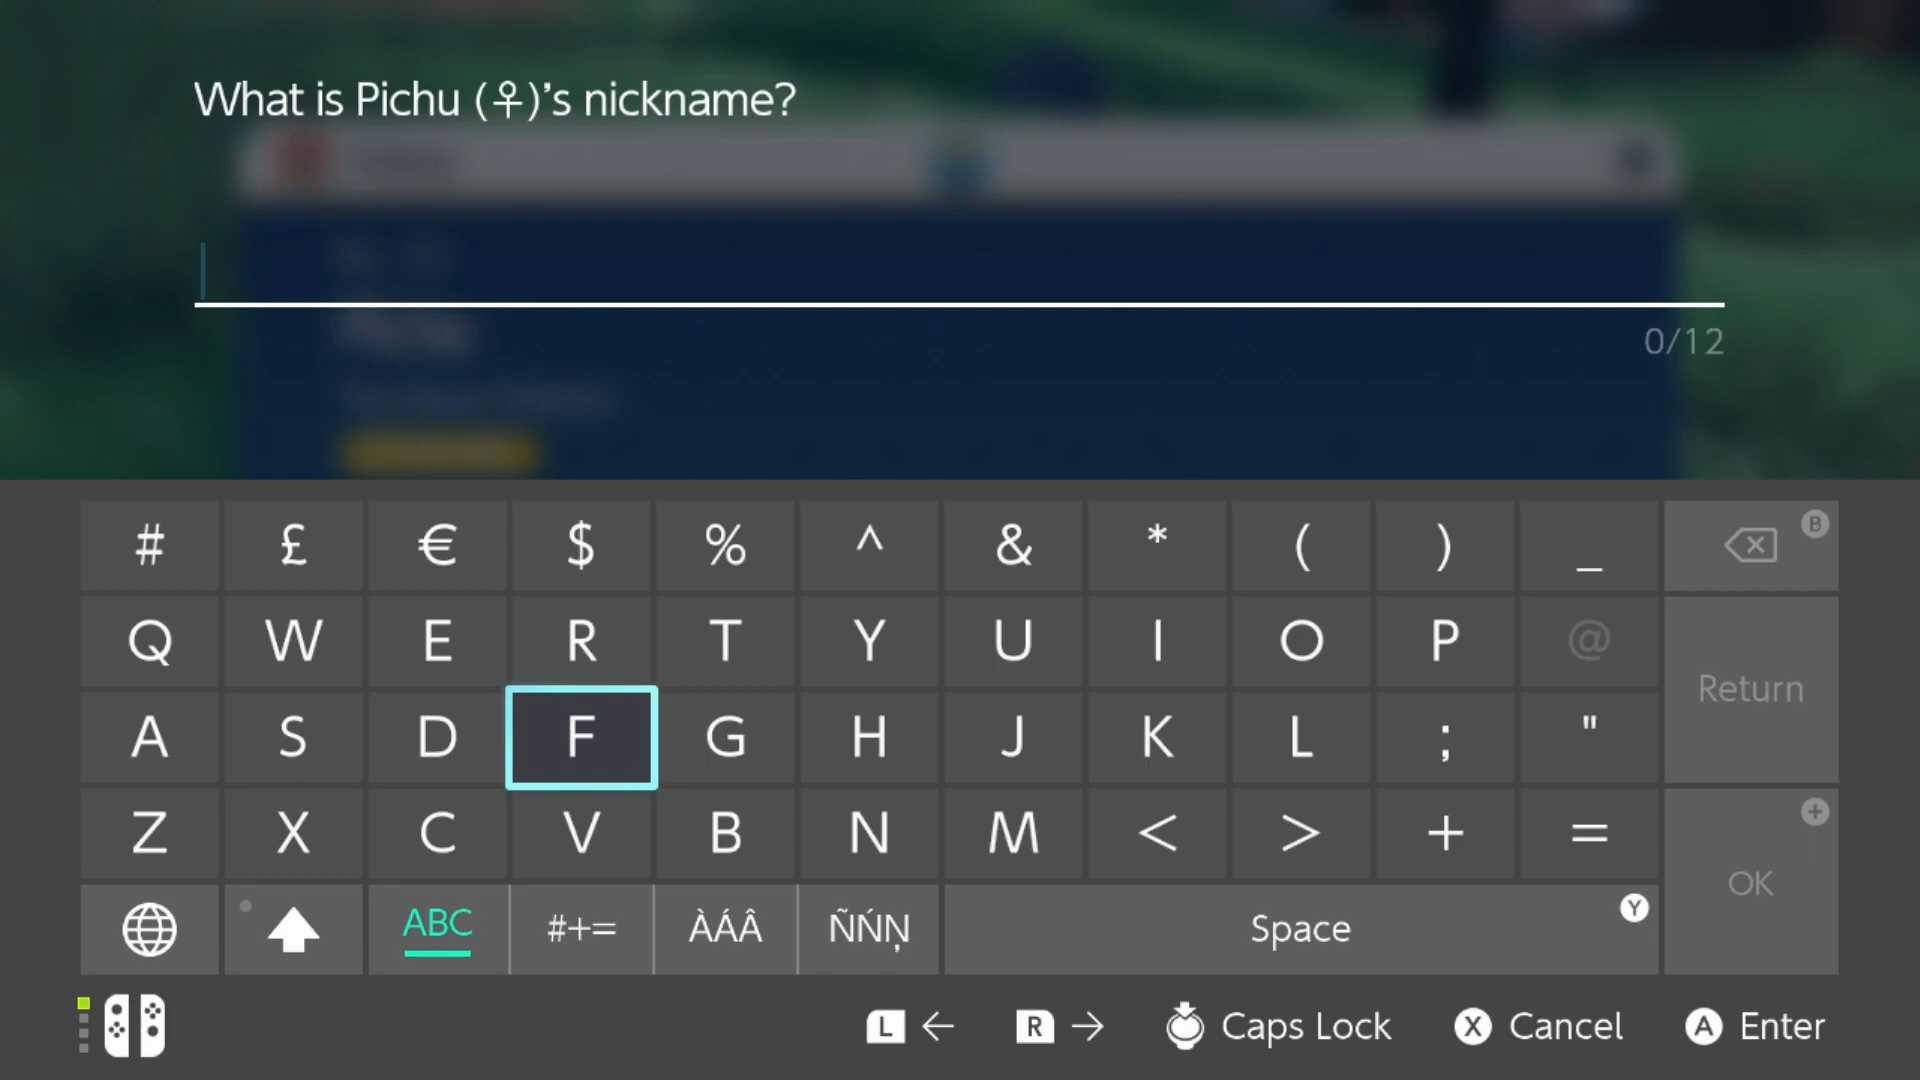 What is Pichu (♀)'s nickname?
0/12
# £ € $ % ^ & * ( ) _ B
Q W E R T Y U I O P @
Return
A S D F G H J K L ; "
Z X C V B N M < > + = +
OK
ABC #+= ÀÁÂ ÑŃŅ Space Y
L ← R → Caps Lock X Cancel A Enter